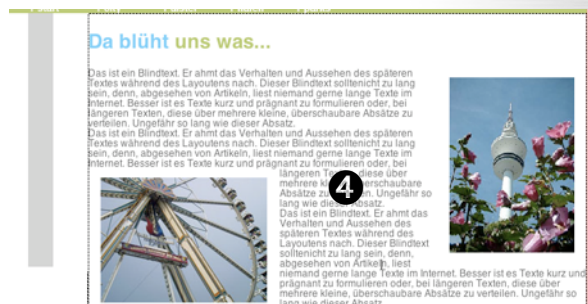 Da blüht uns was...
Das ist ein Blindtext. Er ahmt das Verhalten und Aussehen des späteren
Textes während des Layoutens nach. Dieser Blindtext solltenicht zu lang
sein, denn, abgesehen von Artikeln, liest niemand gerne lange Texte im
Internet. Besser ist es Texte kurz und prägnant zu formulieren oder, bei
längeren Texten, diese über mehrere kleine, überschaubare Absätze zu
verteilen. Ungefähr so lang wie dieser Absatz.
Das ist ein Blindtext. Er ahmt das Verhalten und Aussehen des späteren
Textes während des Layoutens nach. Dieser Blindtext solltenicht zu lang
sein, denn, abgesehen von Artikeln, liest niemand gerne lange Texte im
Internet. Besser ist es Texte kurz und prägnant zu formulieren oder, bei
längeren diese über
mehrere überschaubare
Absätze Ungefähr so
lang wie dieser Absatz.
4
Das ist ein Blindtext. Er ahmt das
Verhalten und Aussehen des
späteren Textes während des
Layoutens nach. Dieser Blindtext
solltenicht zu lang sein, denn,
abgesehen von Artikeln, liest
niemand gerne lange Texte im Internet. Besser ist es Texte kurz und
prägnant zu formulieren oder, bei längeren Texten, diese über
mehrere kleine, überschaubare Absätze zu verteilen. Ungefähr so
lang wie dieser Absatz.